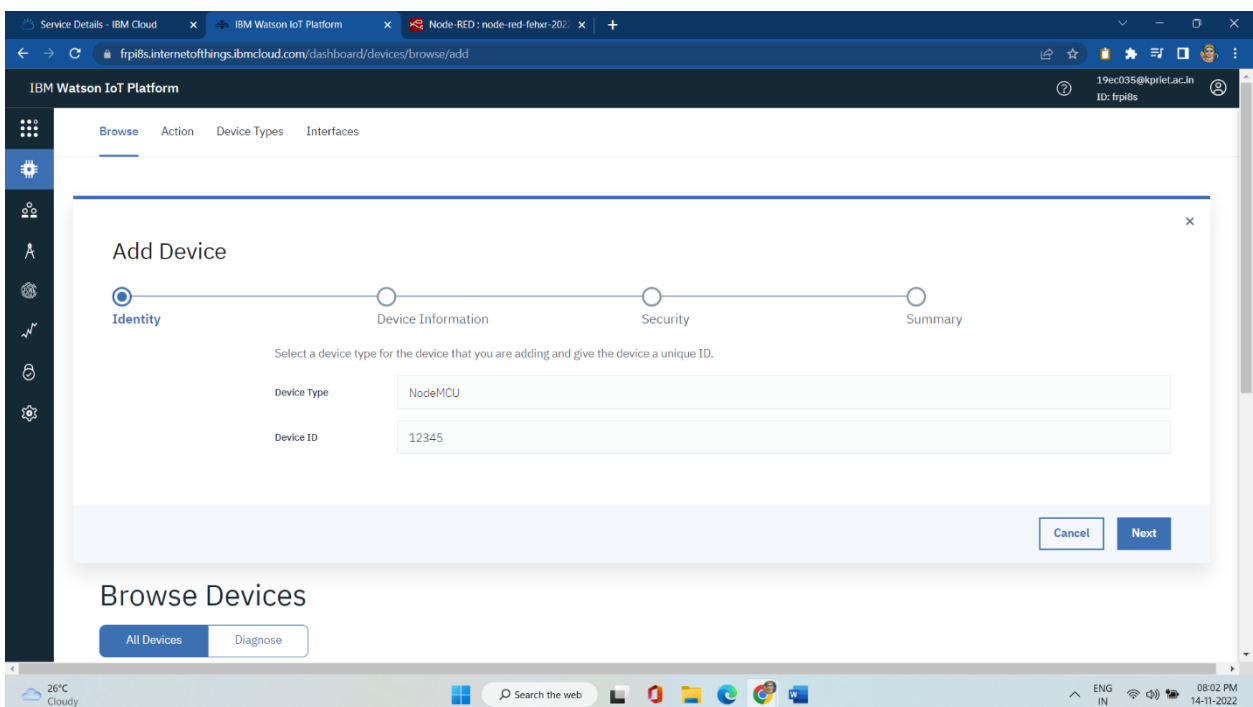 Service Details - IBM Cloud
IBM Watson IoT Platform
Node-RED : node-red-fehxr-202
frpi8s.internetofthings.ibmcloud.com/dashboard/devices/browse/add
IBM Watson IoT Platform
19ec035@kpriet.ac.in
ID: frpi8s
Browse Action Device Types Interfaces
Add Device
Identity Device Information Security Summary
Select a device type for the device that you are adding and give the device a unique ID.
Device Type NodeMCU
Device ID 12345
Cancel Next
Browse Devices
All Devices Diagnose
26°C
Cloudy
Search the web
ENG
IN
08:02 PM
14-11-2022